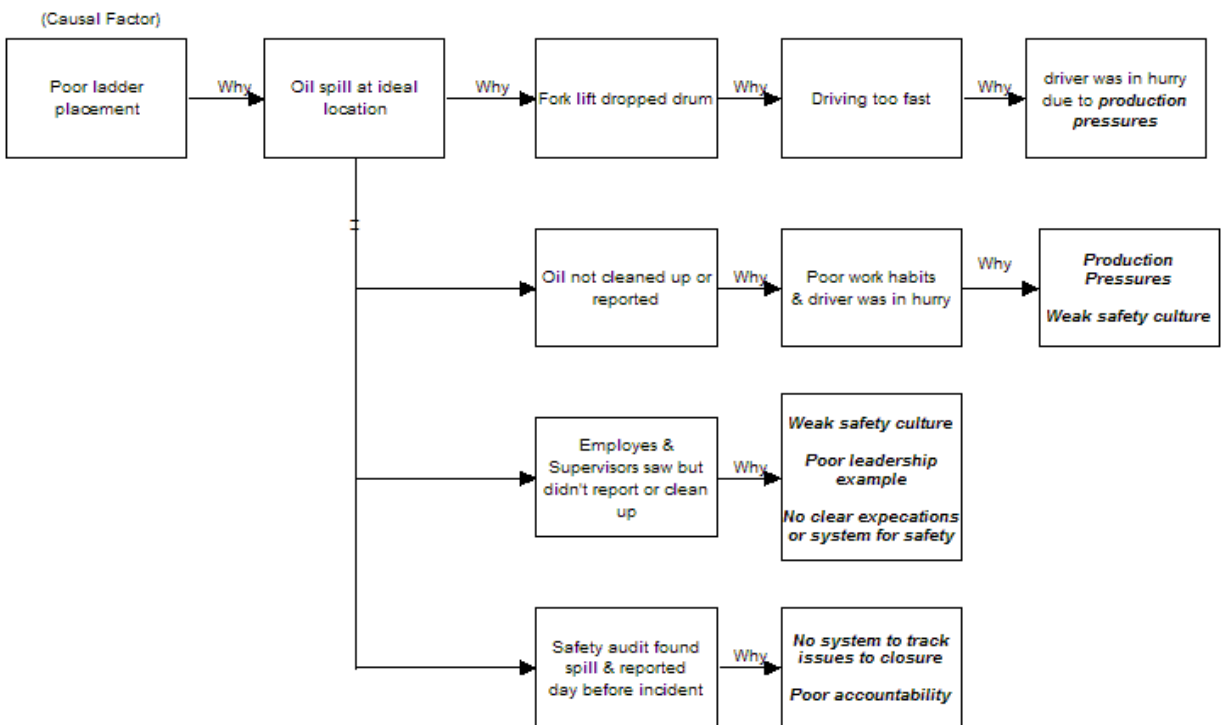 (Causal Factor)
Poor ladder
placement
Why
Oil spill at ideal
location
Why
Fork lift dropped drum
Why
Driving too fast
Why
driver was in hurry
due to production
pressures
Oil not cleaned up or
reported
Why
Poor work habits
& driver was in hurry
Why
Production
Pressures
Weak safety culture
Employes &
Supervisors saw but
didn't report or clean
up
Why
Weak safety culture
Poor leadership
example
No clear expecations
or system for safety
Safety audit found
spill & reported
day before incident
Why
No system to track
issues to closure
Poor accountability